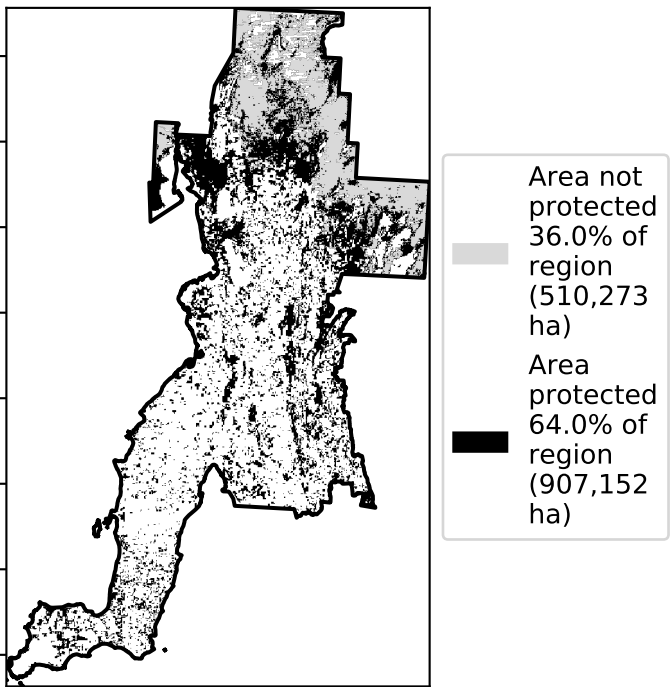 Area not
protected
36.0% of
region
(510,273
ha)
Area
protected
64.0% of
region
(907,152
ha)